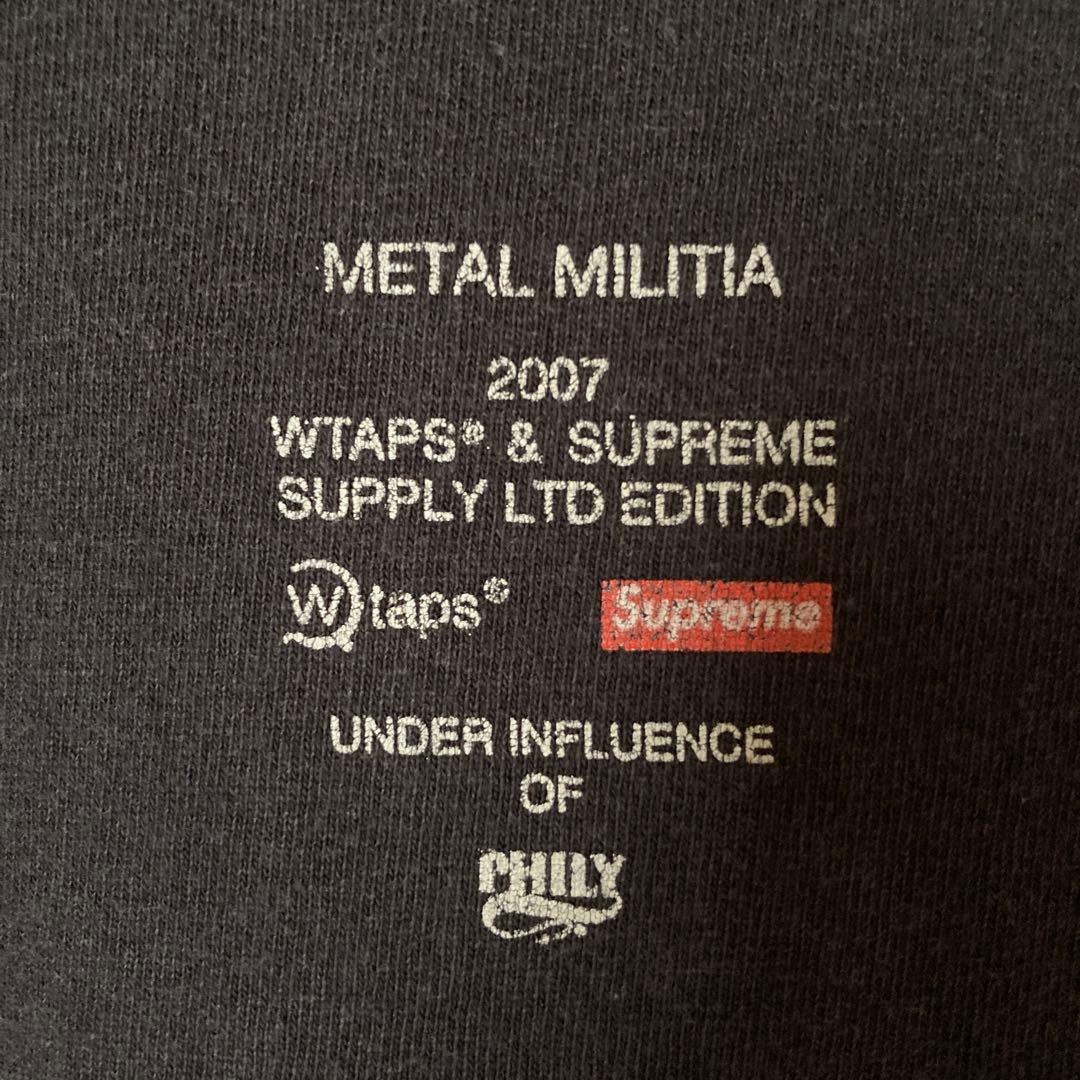 METAL MILITIA
2007
WTAPS® & SUPREME
SUPPLY LTD EDITION
Wtaps® Supreme
UNDER INFLUENCE
OF
PHILY